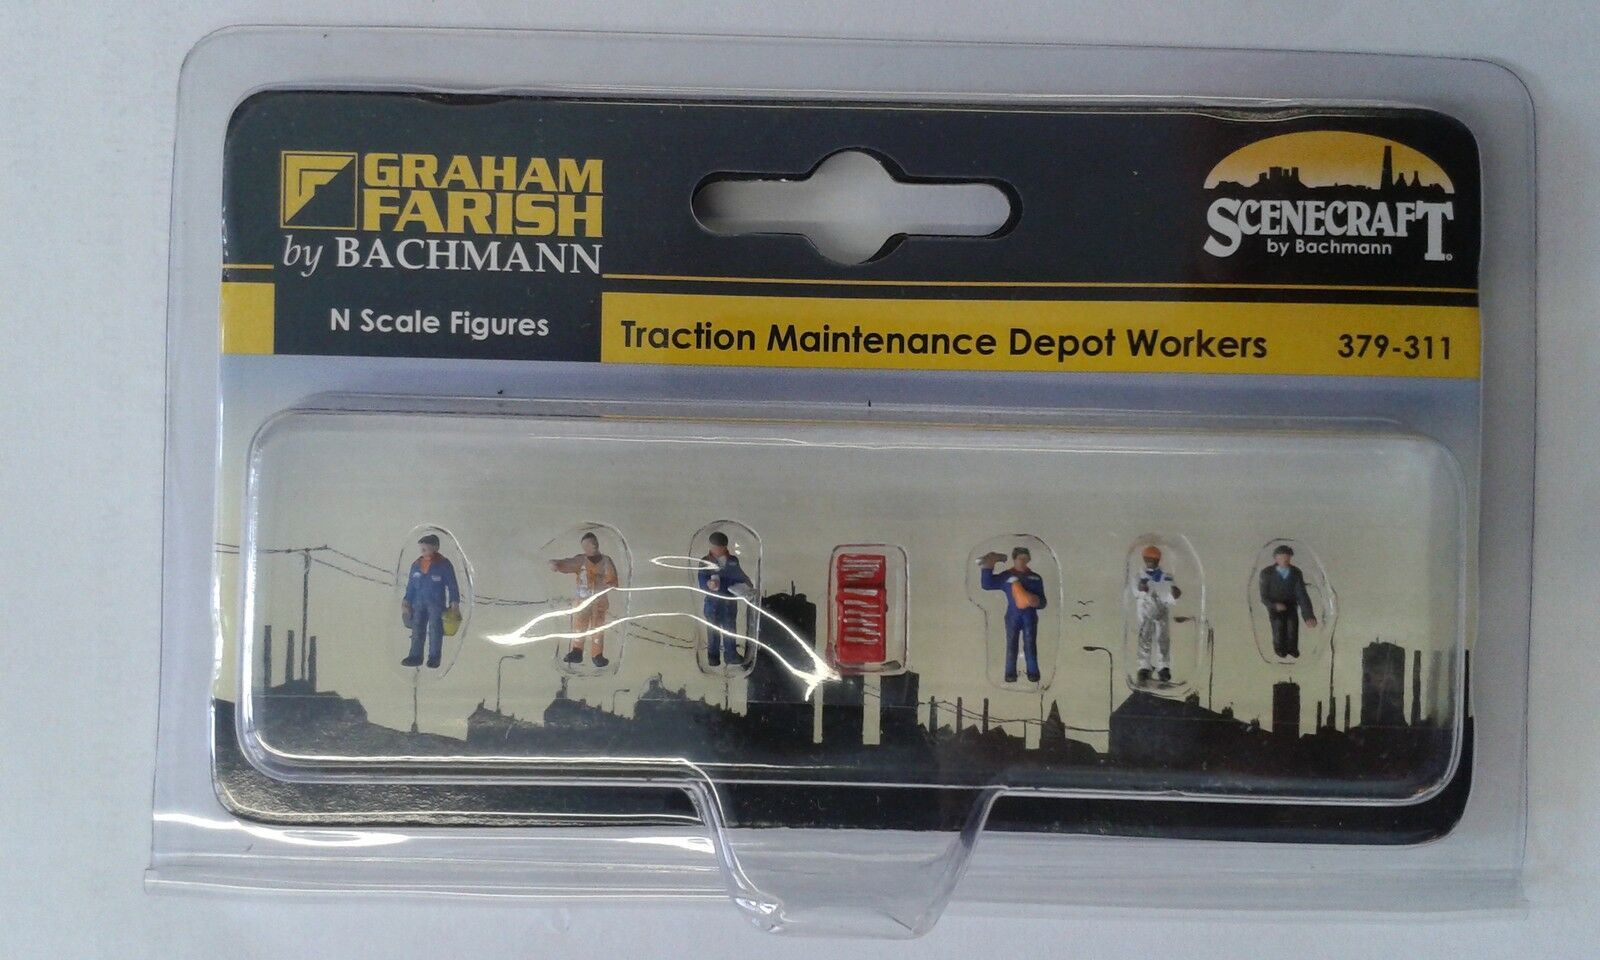 GRAHAM
FARISH
by BACHMANN
N Scale Figures
SCENECRAFT
by Bachmann
Traction Maintenance Depot Workers 379-311